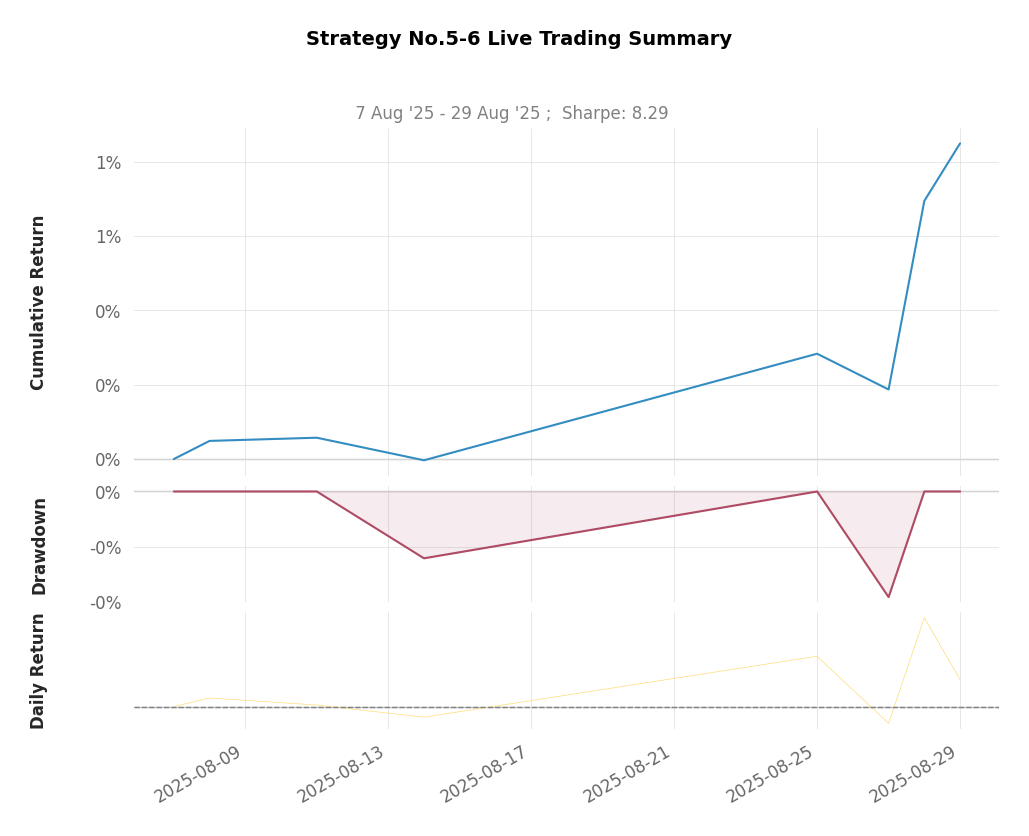 Strategy No.5-6 Live Trading Summary
7 Aug '25 - 29 Aug '25 ;  Sharpe: 8.29
Cumulative Return
1%
1%
0%
0%
0%
Drawdown
0%
-0%
-0%
Daily Return
2025-08-09
2025-08-13
2025-08-17
2025-08-21
2025-08-25
2025-08-29